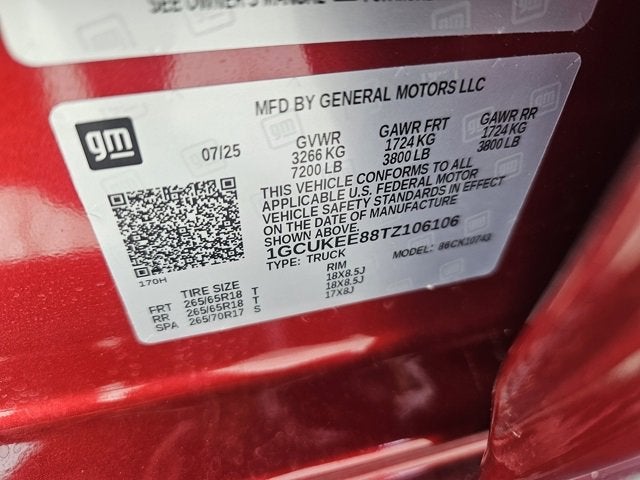 SEE OWNER'S MANUAL
MFD BY GENERAL MOTORS LLC
gm
07/25
GVWR GAWR FRT GAWR RR
3266 KG 1724 KG 1724 KG
7200 LB 3800 LB 3800 LB
THIS VEHICLE CONFORMS TO ALL
APPLICABLE U.S. FEDERAL MOTOR
VEHICLE SAFETY STANDARDS IN EFFECT
ON THE DATE OF MANUFACTURE
SHOWN ABOVE.
1GCUKEE88TZ106106
TYPE: TRUCK MODEL: 86CK10743
170H
TIRE SIZE RIM
FRT 265/65R18 T 18X8.5J
RR 265/65R18 T 18X8.5J
SPA 265/70R17 S 17X8J